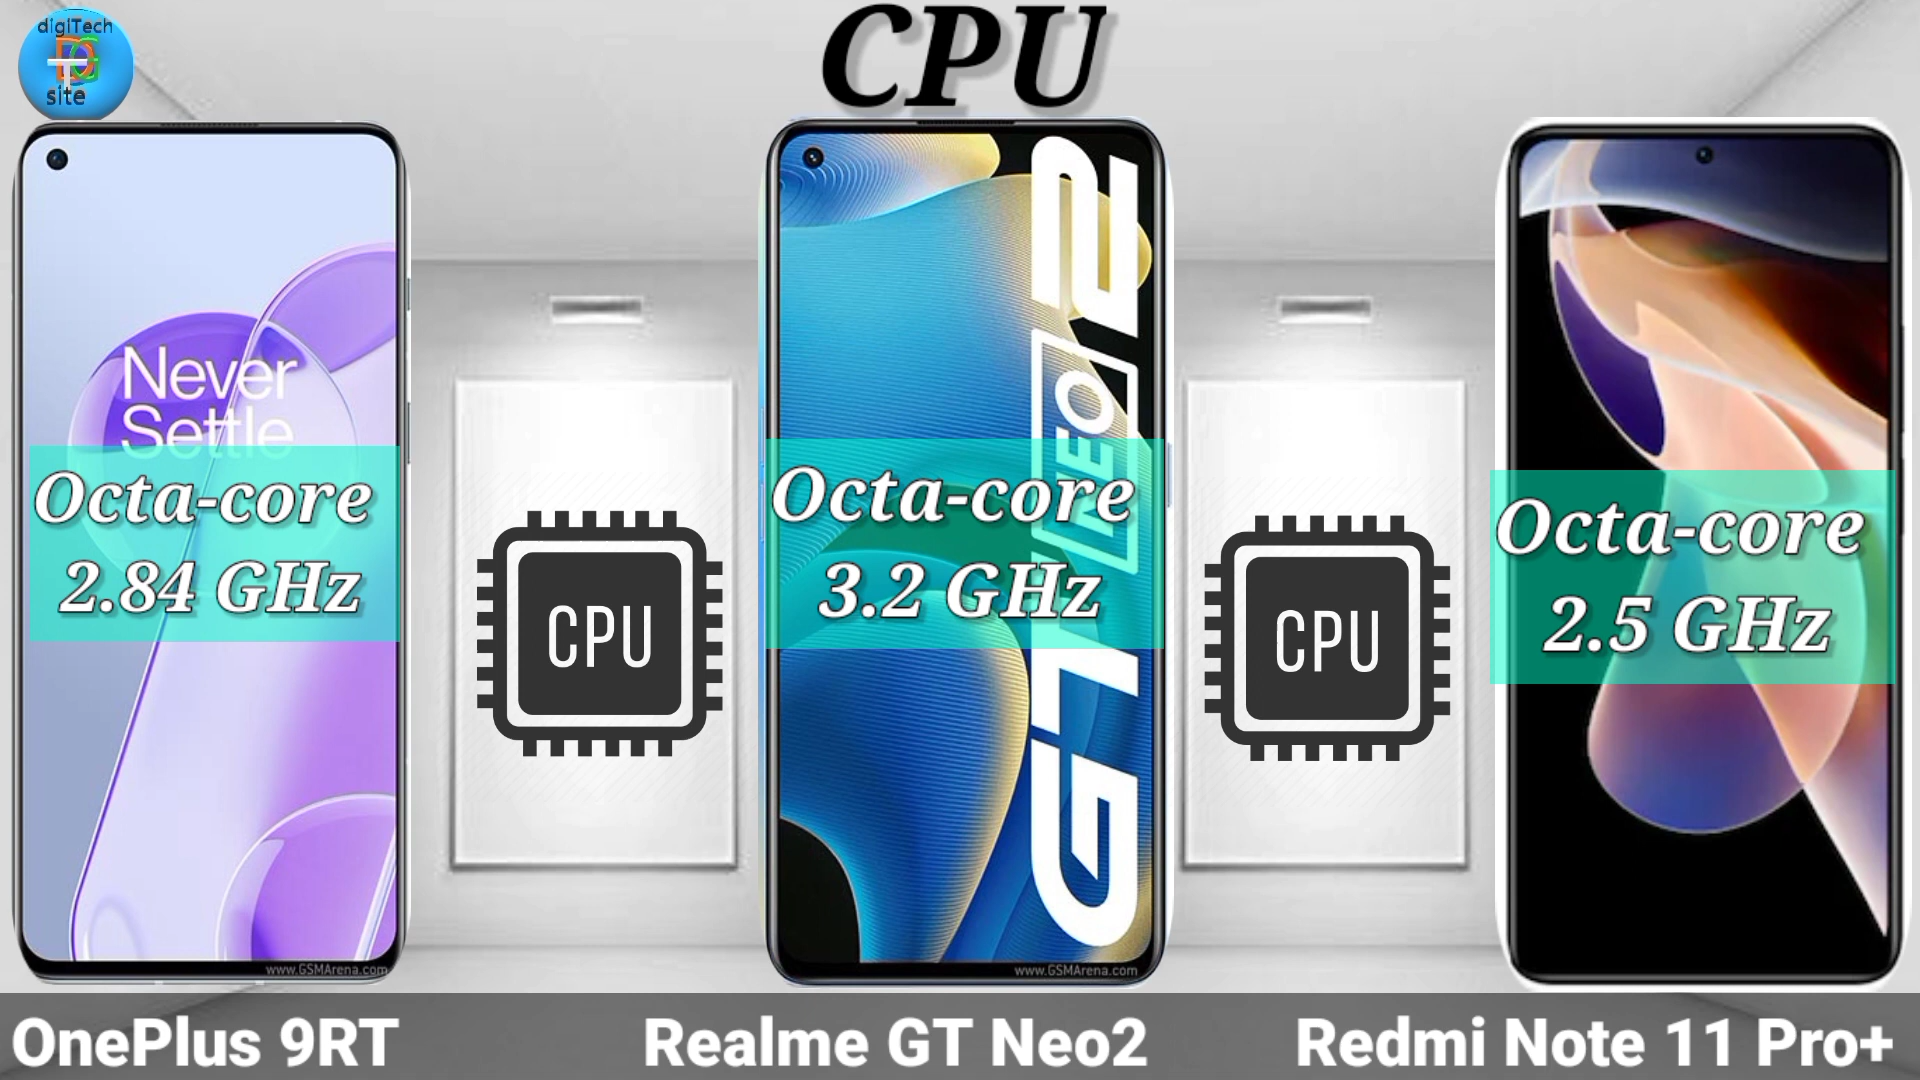 digiTech
site
CPU
Never
Settle
Octa-core
2.84 GHz
www.GSMArena.com
CPU
GT NEO 2
Octa-core
3.2 GHz
www.GSMArena.com
CPU
Octa-core
2.5 GHz
OnePlus 9RT
Realme GT Neo2
Redmi Note 11 Pro+